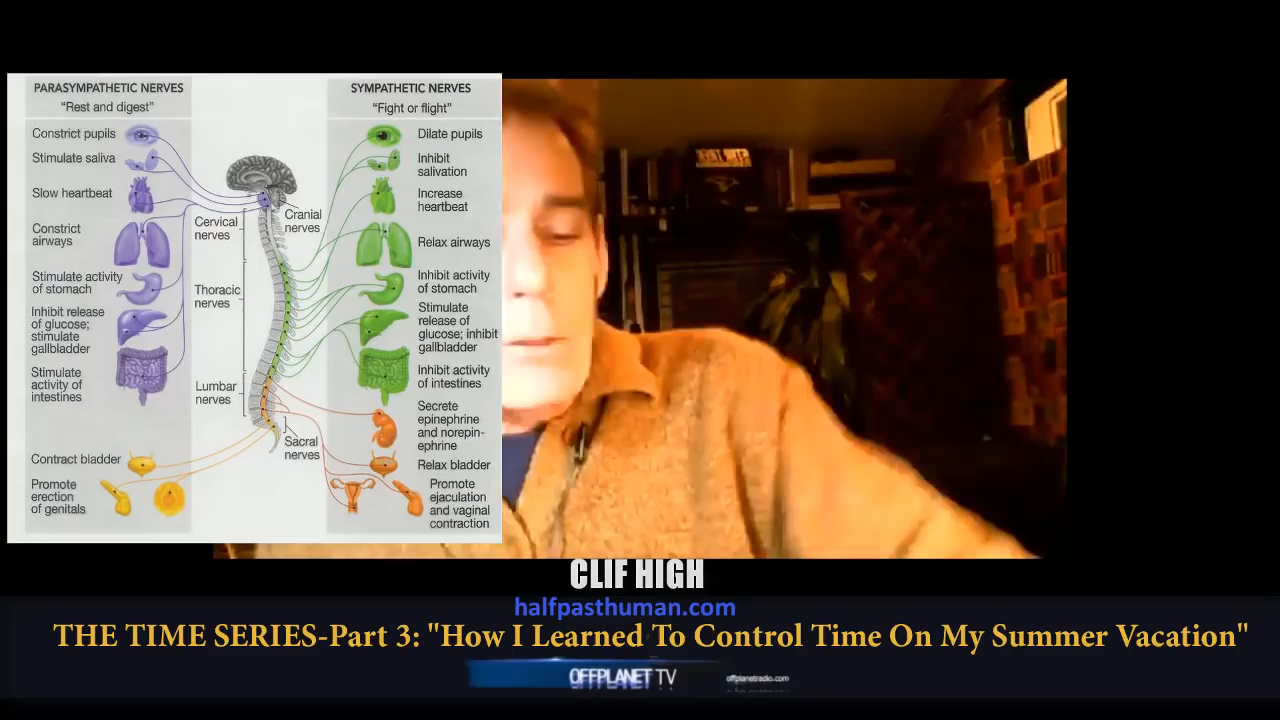 PARASYMPATHETIC NERVES
"Rest and digest"
Constrict pupils
Stimulate saliva
Slow heartbeat
Constrict
airways
Stimulate activity
of stomach
Inhibit release
of glucose;
stimulate
gallbladder
Stimulate
activity of
intestines
Contract bladder
Promote
erection
of genitals
Cervical
nerves
Thoracic
nerves
Lumbar
nerves
Cranial
nerves
Sacral
nerves
SYMPATHETIC NERVES
"Fight or flight"
Dilate pupils
Inhibit
salivation
Increase
heartbeat
Relax airways
Inhibit activity
of stomach
Stimulate
release of
glucose; inhibit
gallbladder
Inhibit activity
of intestines
Secrete
epinephrine
and norepin-
ephrine
Relax bladder
Promote
ejaculation
and vaginal
contraction
CLIF HIGH
halfpasthuman.com
THE TIME SERIES-Part 3: "How I Learned To Control Time On My Summer Vacation"
OFFPLANET TV
offplanetradio.com